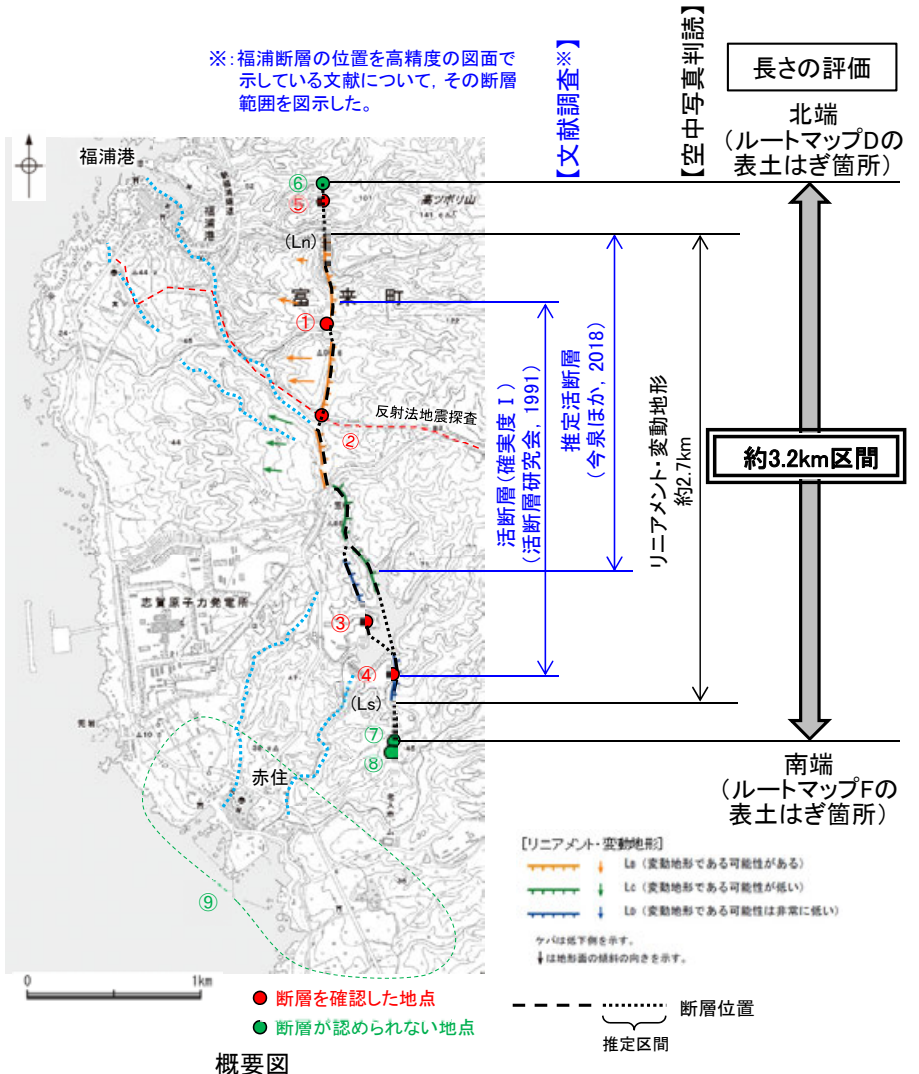 ※：福浦断層の位置を高精度の図面で
示している文献について，その断層
範囲を図示した。
【文献調査※】
【空中写真判読】
長さの評価
北端
（ルートマップDの
表土はぎ箇所）
福浦港
福浦港
高ツボリ山
⑥
⑤
(Ln)
富来町
①
反射法地震探査
②
志賀原子力発電所
③
④
(Ls)
⑦
⑧
赤住
⑨
活断層（確実度Ⅰ）
（活断層研究会，1991）
推定活断層
（今泉ほか，2018）
リニアメント・変動地形
約2.7km
約3.2km区間
南端
（ルートマップFの
表土はぎ箇所）
［リニアメント・変動地形］
LB（変動地形である可能性がある）
LC（変動地形である可能性が低い）
LD（変動地形である可能性は非常に低い）
ケバは低下側を示す。
↓は地形面の傾斜の向きを示す。
0 1km
断層を確認した地点
断層が認められない地点
断層位置
推定区間
概要図